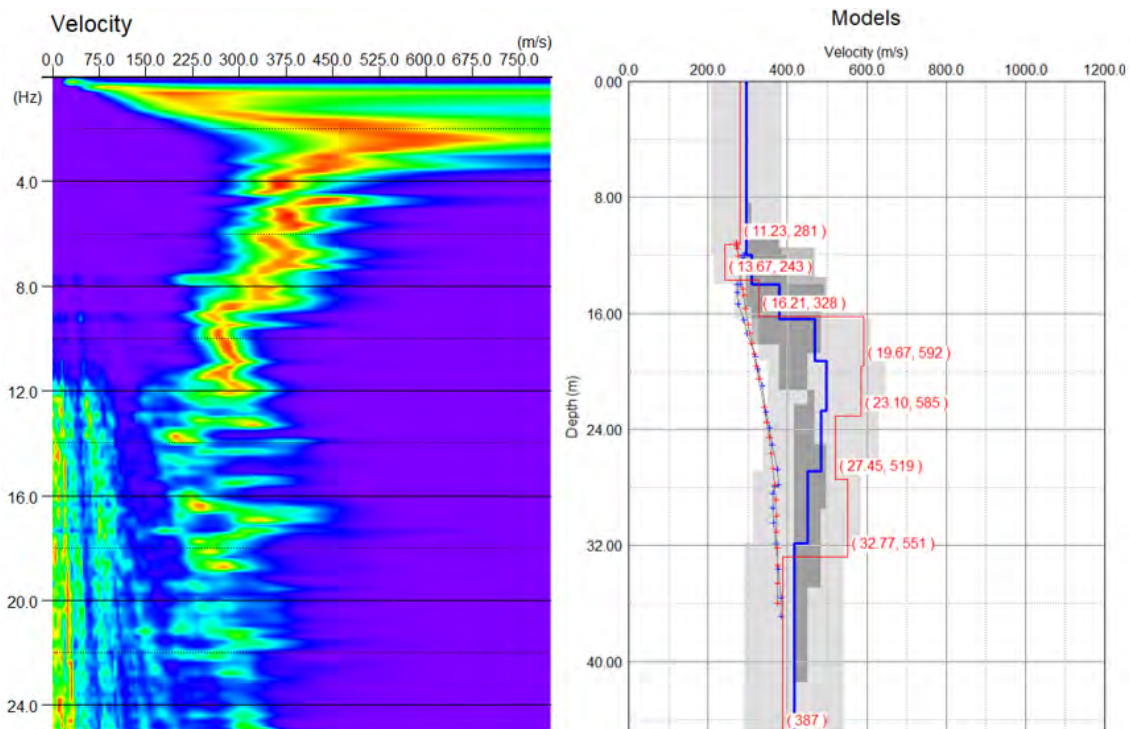 Velocity
(m/s)
0.0 75.0 150.0 225.0 300.0 375.0 450.0 525.0 600.0 675.0 750.0
(Hz)
4.0
8.0
12.0
16.0
20.0
24.0
Models
Velocity (m/s)
0.0 200.0 400.0 600.0 800.0 1000.0 1200.0
0.00
8.00
16.00
24.00
32.00
40.00
Depth (m)
( 11.23, 281 )
( 13.67, 243 )
( 16.21, 328 )
( 19.67, 592 )
( 23.10, 585 )
( 27.45, 519 )
( 32.77, 551 )
( 387 )